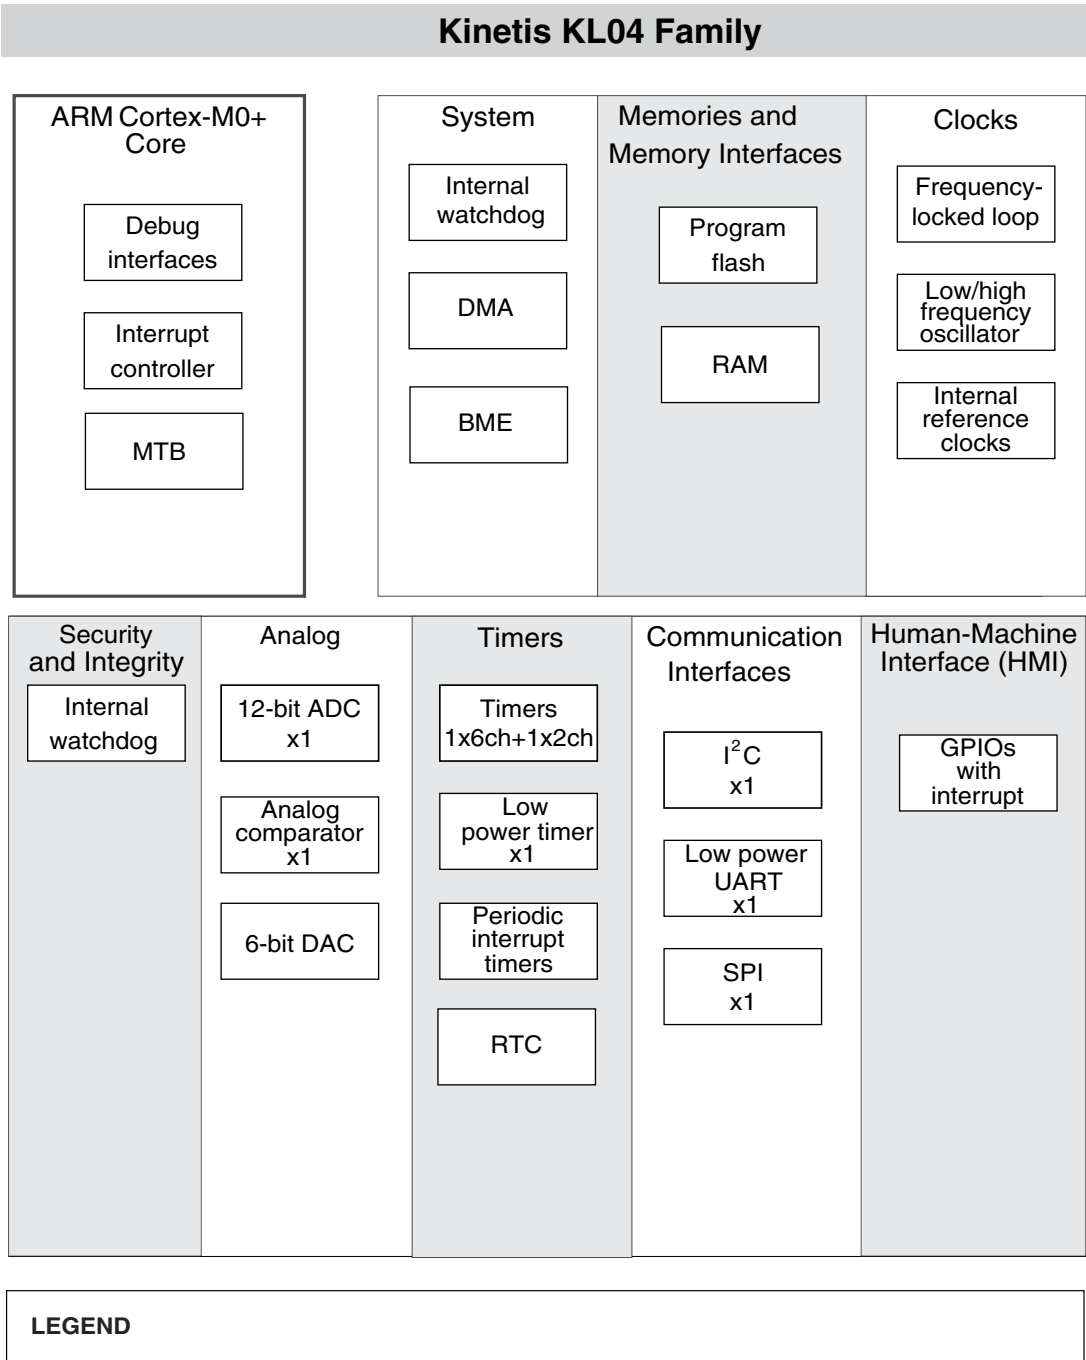 Kinetis KL04 Family
ARM Cortex-M0+
Core
Debug
interfaces
Interrupt
controller
MTB
System
Internal
watchdog
DMA
BME
Memories and
Memory Interfaces
Program
flash
RAM
Clocks
Frequency-
locked loop
Low/high
frequency
oscillator
Internal
reference
clocks
Security
and Integrity
Internal
watchdog
Analog
12-bit ADC
x1
Analog
comparator
x1
6-bit DAC
Timers
Timers
1x6ch+1x2ch
Low
power timer
x1
Periodic
interrupt
timers
RTC
Communication
Interfaces
I²C
x1
Low power
UART
x1
SPI
x1
Human-Machine
Interface (HMI)
GPIOs
with
interrupt
LEGEND